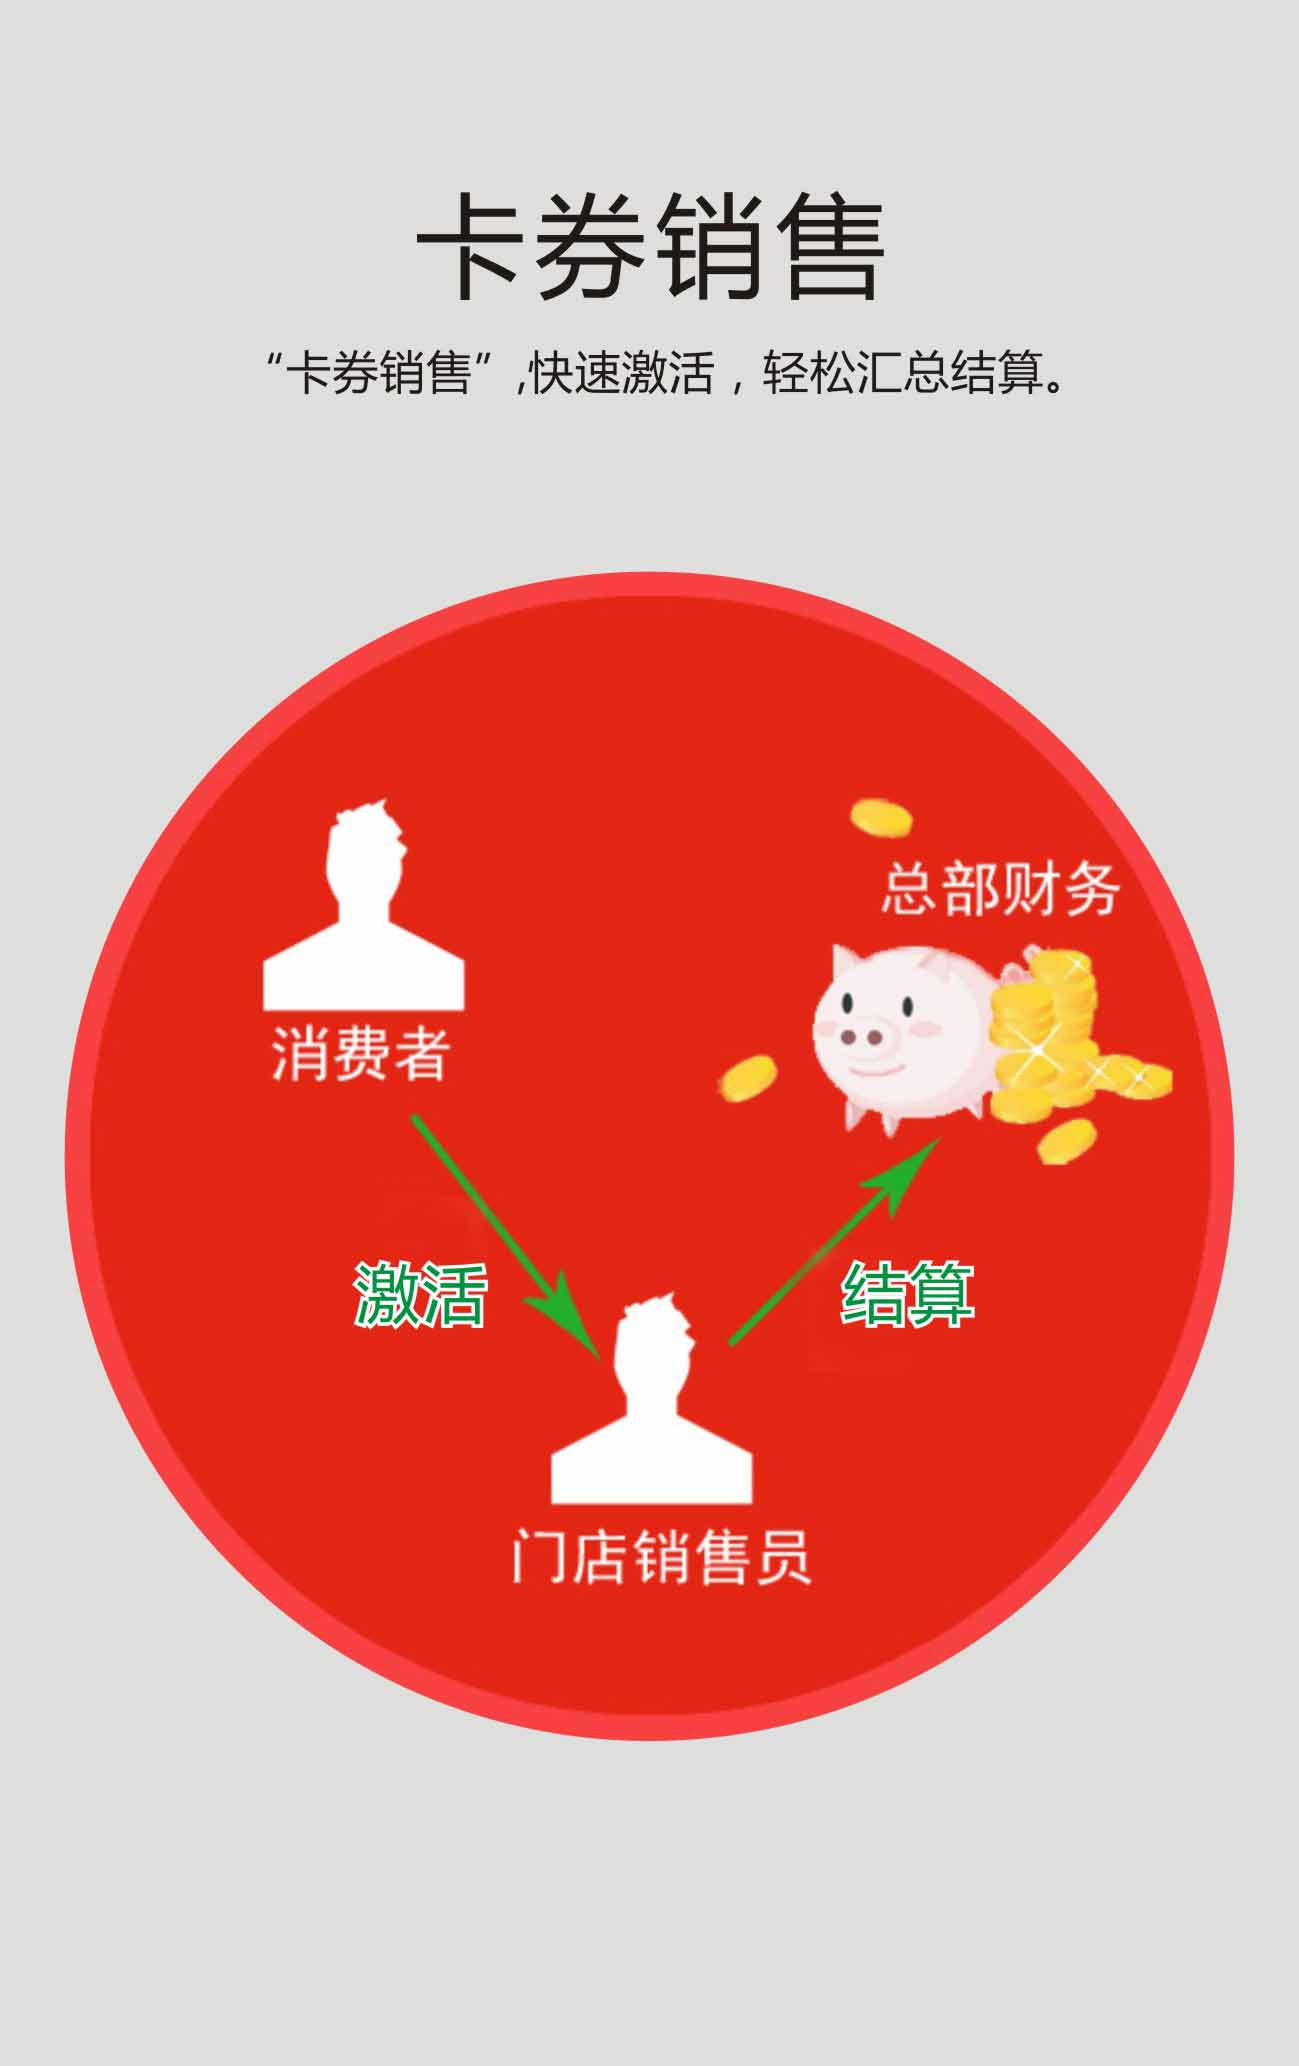 卡券销售
“卡券销售”,快速激活，轻松汇总结算。
总部财务
消费者
激活
结算
门店销售员